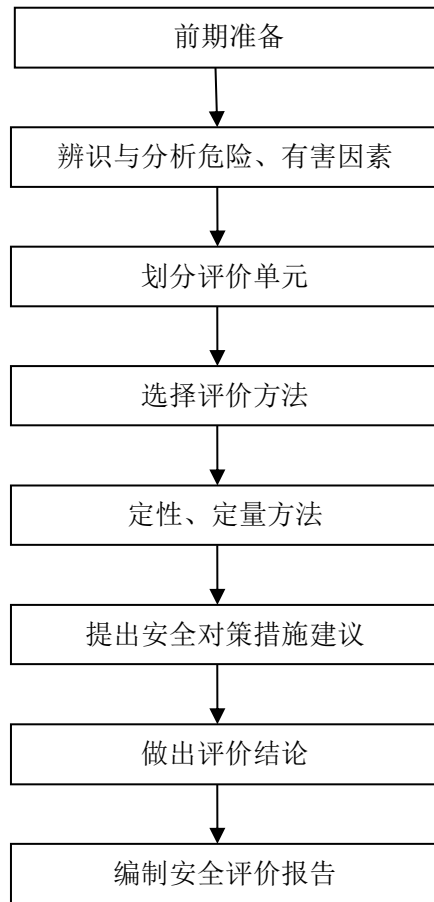 前期准备
辨识与分析危险、有害因素
划分评价单元
选择评价方法
定性、定量方法
提出安全对策措施建议
做出评价结论
编制安全评价报告